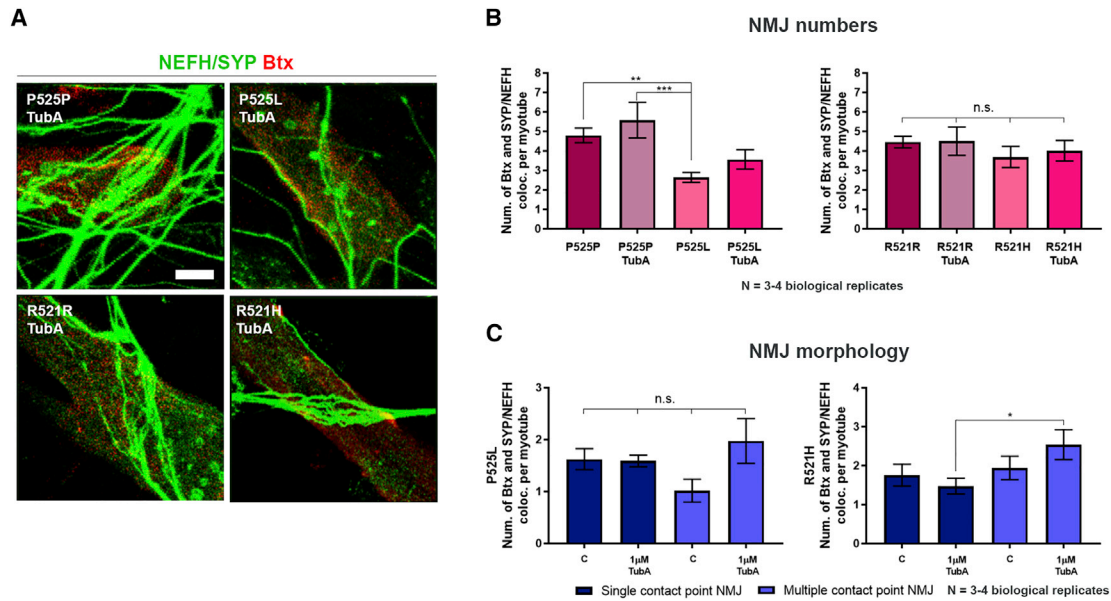 A
NEFH/SYP Btx
P525P
TubA
P525L
TubA
R521R
TubA
R521H
TubA
B
NMJ numbers
Num. of Btx and SYP/NEFH
coloc. per myotube
8
7
6
5
4
3
2
1
0
**
***
P525P
P525P
TubA
P525L
P525L
TubA
Num. of Btx and SYP/NEFH
coloc. per myotube
8
7
6
5
4
3
2
1
0
n.s.
R521R
R521R
TubA
R521H
R521H
TubA
N = 3-4 biological replicates
C
NMJ morphology
P525L
Num. of Btx and SYP/NEFH
coloc. per myotube
3
2
1
0
n.s.
C
1μM
TubA
C
1μM
TubA
R521H
Num. of Btx and SYP/NEFH
coloc. per myotube
3
2
1
0
*
C
1μM
TubA
C
1μM
TubA
Single contact point NMJ
Multiple contact point NMJ
N = 3-4 biological replicates